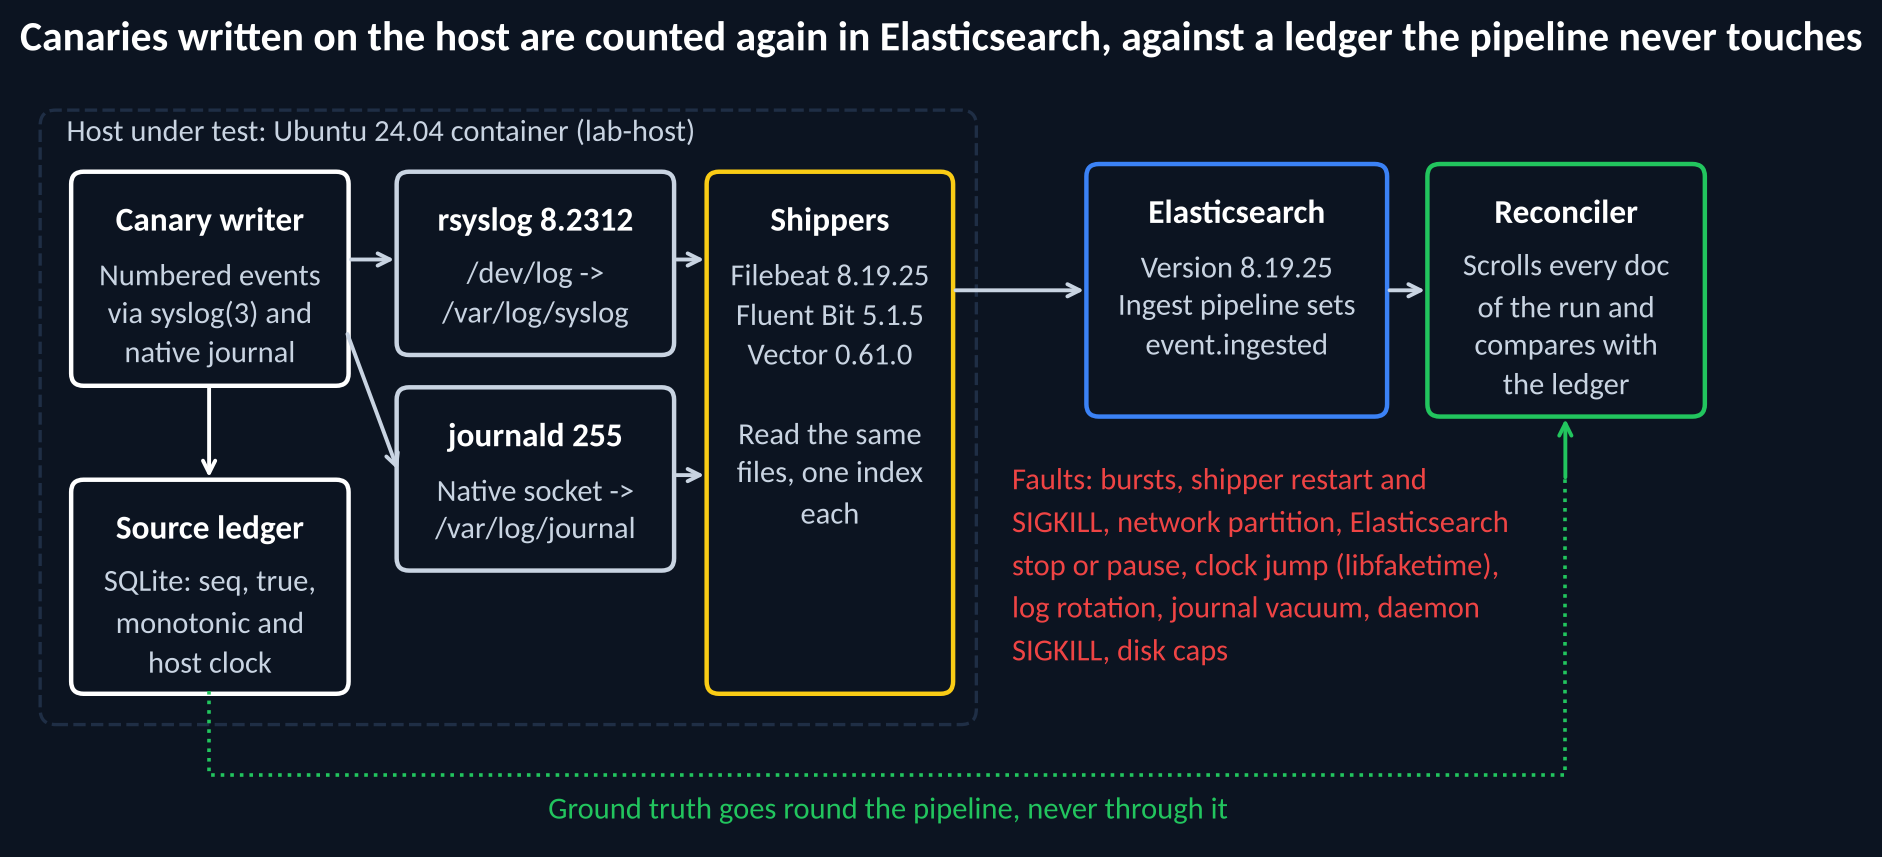 Canaries written on the host are counted again in Elasticsearch, against a ledger the pipeline never touches
Host under test: Ubuntu 24.04 container (lab-host)
Canary writer
Numbered events
via syslog(3) and
native journal
rsyslog 8.2312
/dev/log ->
/var/log/syslog
Shippers
Filebeat 8.19.25
Fluent Bit 5.1.5
Vector 0.61.0
Read the same
files, one index
each
Elasticsearch
Version 8.19.25
Ingest pipeline sets
event.ingested
Reconciler
Scrolls every doc
of the run and
compares with
the ledger
journald 255
Native socket ->
/var/log/journal
Source ledger
SQLite: seq, true,
monotonic and
host clock
Faults: bursts, shipper restart and
SIGKILL, network partition, Elasticsearch
stop or pause, clock jump (libfaketime),
log rotation, journal vacuum, daemon
SIGKILL, disk caps
Ground truth goes round the pipeline, never through it